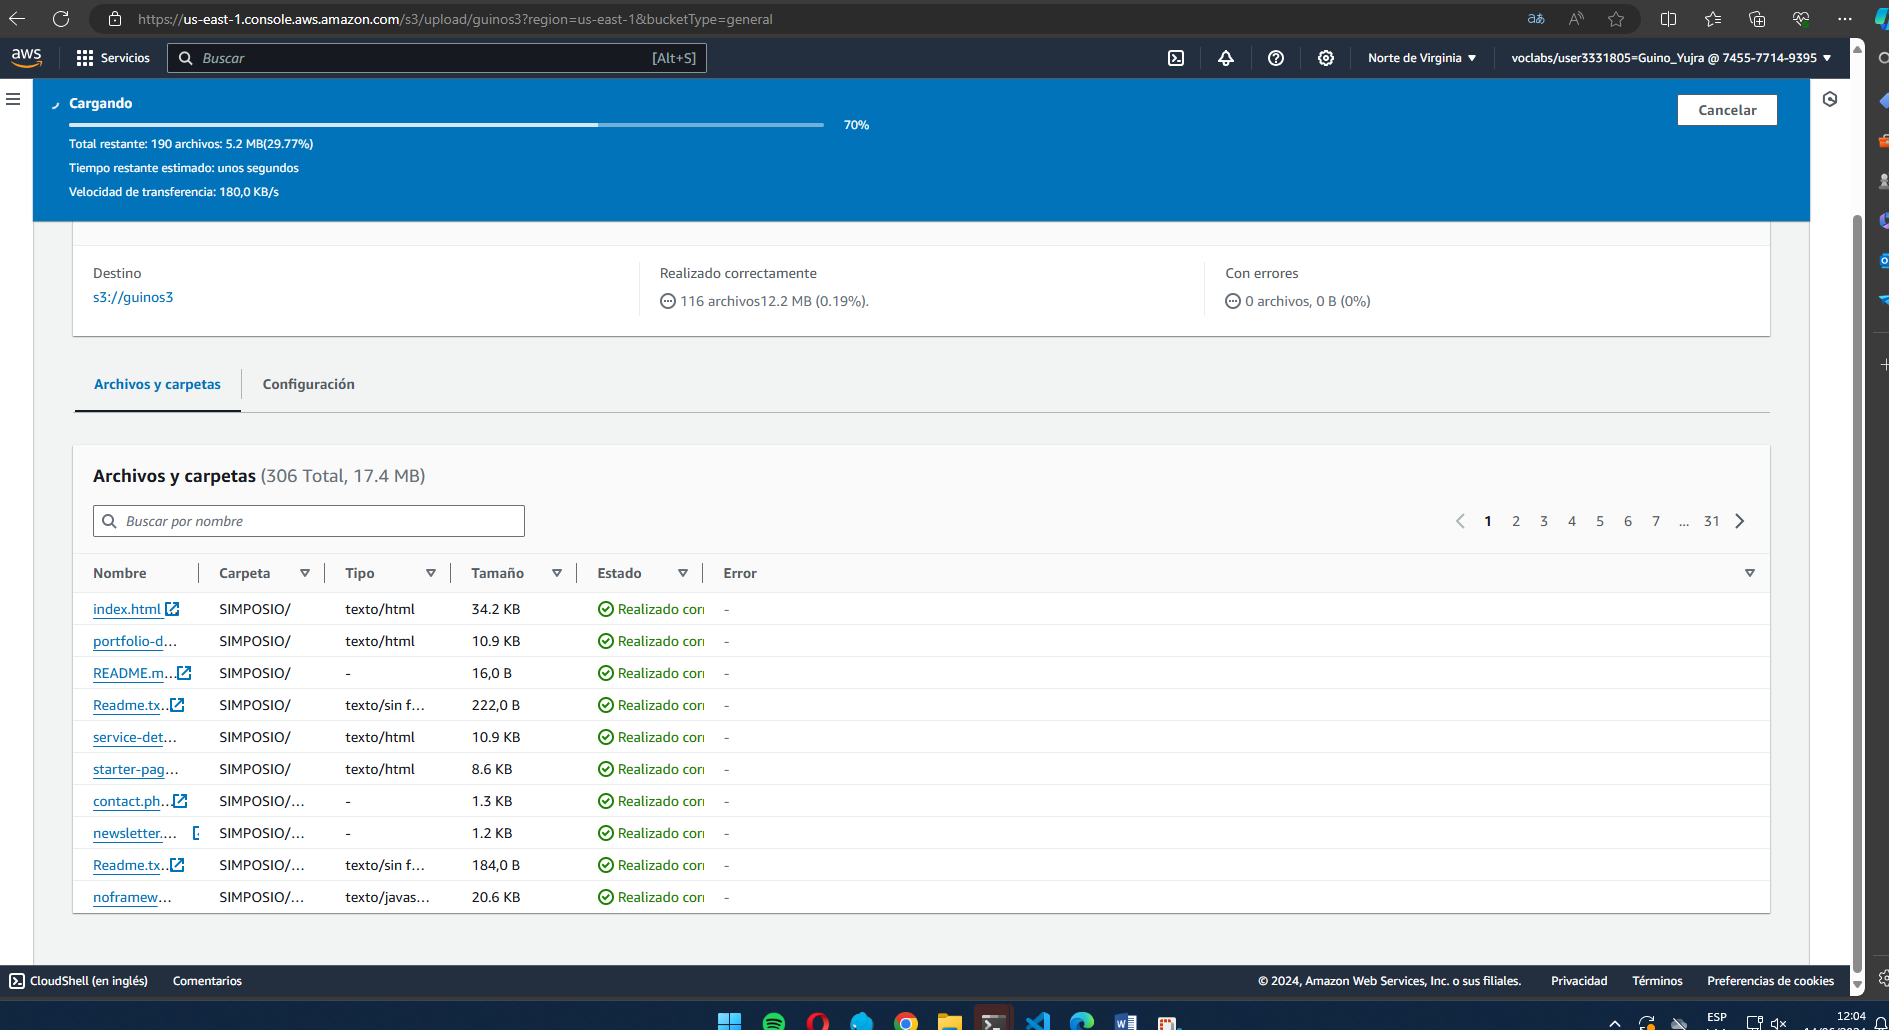 https://us-east-1.console.aws.amazon.com/s3/upload/guinos3?region=us-east-1&bucketType=general
aws
Servicios
Buscar
[Alt+S]
Norte de Virginia
voclabs/user3331805=Guino_Yujra @ 7455-7714-9395
Cargando
Cancelar
70%
Total restante: 190 archivos: 5.2 MB(29.77%)
Tiempo restante estimado: unos segundos
Velocidad de transferencia: 180,0 KB/s
Destino
Realizado correctamente
Con errores
s3://guinos3
116 archivos12.2 MB (0.19%).
0 archivos, 0 B (0%)
Archivos y carpetas
Configuración
Archivos y carpetas (306 Total, 17.4 MB)
Buscar por nombre
1 2 3 4 5 6 7 ... 31
Nombre Carpeta Tipo Tamaño Estado Error
index.html SIMPOSIO/ texto/html 34.2 KB Realizado corr -
portfolio-d... SIMPOSIO/ texto/html 10.9 KB Realizado corr -
README.m... SIMPOSIO/ - 16,0 B Realizado corr -
Readme.tx... SIMPOSIO/ texto/sin f... 222,0 B Realizado corr -
service-det... SIMPOSIO/ texto/html 10.9 KB Realizado corr -
starter-pag... SIMPOSIO/ texto/html 8.6 KB Realizado corr -
contact.ph... SIMPOSIO/... - 1.3 KB Realizado corr -
newsletter.... SIMPOSIO/... - 1.2 KB Realizado corr -
Readme.tx... SIMPOSIO/... texto/sin f... 184,0 B Realizado corr -
noframew... SIMPOSIO/... texto/javas... 20.6 KB Realizado corr -
CloudShell (en inglés)
Comentarios
© 2024, Amazon Web Services, Inc. o sus filiales.
Privacidad
Términos
Preferencias de cookies
ESP
12:04